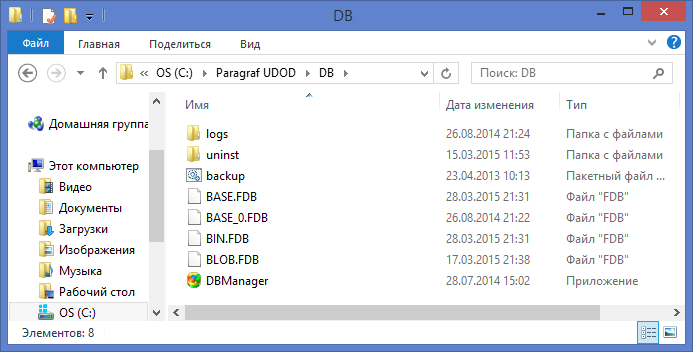 DB
Файл Главная Поделиться Вид
« OS (C:) Paragraf UDOD DB Поиск: DB
Имя Дата изменения Тип
Домашняя группа
Этот компьютер
Видео
Документы
Загрузки
Изображения
Музыка
Рабочий стол
OS (C:)
logs 26.08.2014 21:24 Папка с файлами
uninst 15.03.2015 11:53 Папка с файлами
backup 23.04.2013 10:13 Пакетный файл ...
BASE.FDB 28.03.2015 21:31 Файл "FDB"
BASE_0.FDB 26.08.2014 21:22 Файл "FDB"
BIN.FDB 28.03.2015 21:31 Файл "FDB"
BLOB.FDB 17.03.2015 21:38 Файл "FDB"
DBManager 28.07.2014 15:02 Приложение
Элементов: 8